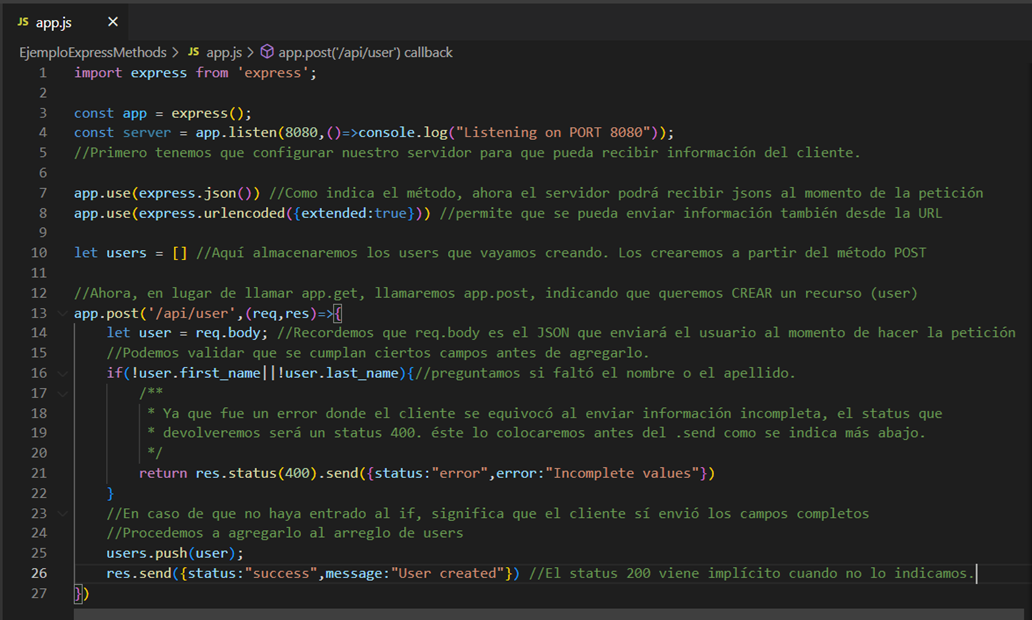 JS app.js ×
EjemploExpressMethods > JS app.js > app.post('/api/user') callback
1 import express from 'express';
2
3 const app = express();
4 const server = app.listen(8080,()=>console.log("Listening on PORT 8080"));
5 //Primero tenemos que configurar nuestro servidor para que pueda recibir información del cliente.
6
7 app.use(express.json()) //Como indica el método, ahora el servidor podrá recibir jsons al momento de la petición
8 app.use(express.urlencoded({extended:true})) //permite que se pueda enviar información también desde la URL
9
10 let users = [] //Aquí almacenaremos los users que vayamos creando. Los crearemos a partir del método POST
11
12 //Ahora, en lugar de llamar app.get, llamaremos app.post, indicando que queremos CREAR un recurso (user)
13 app.post('/api/user',(req,res)=>{
14 let user = req.body; //Recordemos que req.body es el JSON que enviará el usuario al momento de hacer la petición
15 //Podemos validar que se cumplan ciertos campos antes de agregarlo.
16 if(!user.first_name||!user.last_name){//preguntamos si faltó el nombre o el apellido.
17 /**
18 * Ya que fue un error donde el cliente se equivocó al enviar información incompleta, el status que
19 * devolveremos será un status 400. éste lo colocaremos antes del .send como se indica más abajo.
20 */
21 return res.status(400).send({status:"error",error:"Incomplete values"})
22 }
23 //En caso de que no haya entrado al if, significa que el cliente sí envió los campos completos
24 //Procedemos a agregarlo al arreglo de users
25 users.push(user);
26 res.send({status:"success",message:"User created"}) //El status 200 viene implícito cuando no lo indicamos.
27 })